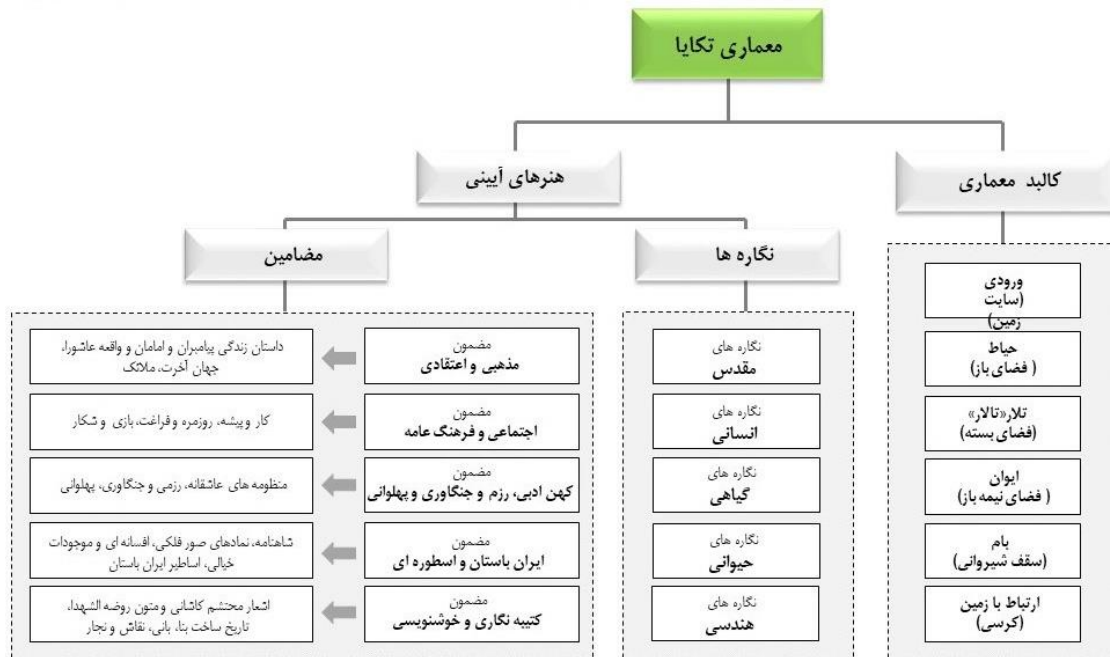 معماری تکایا
کالبد معماری
هنرهای آیینی
نگاره ها
مضامین
ورودی
(سایت
زمین)
حیاط
( فضای باز)
تلار«تالار»
(فضای بسته)
ایوان
( فضای نیمه باز)
بام
(سقف شیروانی)
ارتباط با زمین
(کرسی)
نگاره های
مقدس
نگاره های
انسانی
نگاره های
گیاهی
نگاره های
حیوانی
نگاره های
هندسی
مضمون
مذهبی و اعتقادی
داستان زندگی پیامبران و امامان و واقعه عاشورا،
جهان آخرت، ملائک
مضمون
اجتماعی و فرهنگ عامه
کار و پیشه، روزمره و فراغت، بازی و شکار
مضمون
کهن ادبی، رزم و جنگاوری و پهلوانی
منظومه های عاشقانه، رزمی و جنگاوری، پهلوانی
مضمون
ایران باستان و اسطوره ای
شاهنامه، نمادهای صور فلکی، افسانه ای و موجودات
خیالی، اساطیر ایران باستان
مضمون
کتیبه نگاری و خوشنویسی
اشعار محتشم کاشانی و متون روضه الشهدا،
تاریخ ساخت بنا، بانی، نقاش و نجار